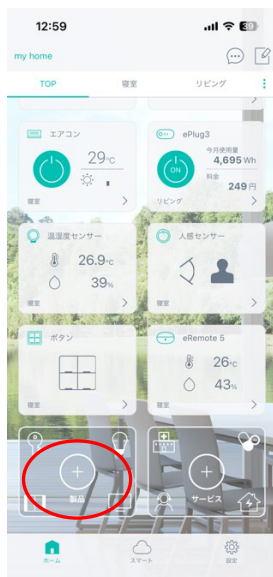 12:59
39
my home
TOP
寝室
リビング
エアコン
29℃
寝室
ePlug3
ON
今月使用量
4,695 Wh
料金
249 円
リビング
温湿度センサー
26.9℃
39%
寝室
人感センサー
寝室
ボタン
寝室
eRemote 5
26℃
43%
寝室
製品
サービス
ホーム
スマート
設定